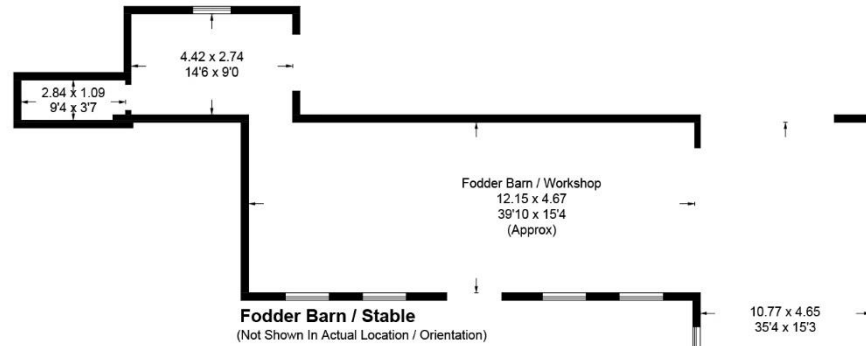 4.42 x 2.74
14'6 x 9'0
2.84 x 1.09
9'4 x 3'7
Fodder Barn / Workshop
12.15 x 4.67
39'10 x 15'4
(Approx)
10.77 x 4.65
35'4 x 15'3
Fodder Barn / Stable
(Not Shown In Actual Location / Orientation)